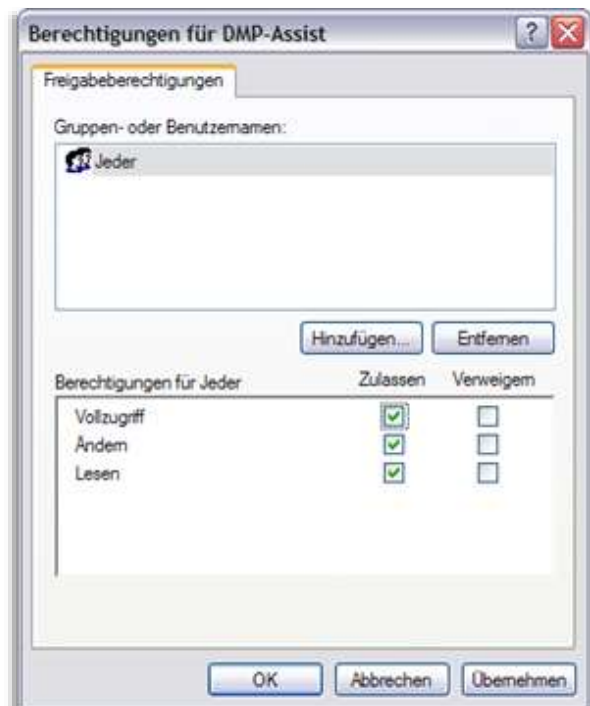 Berechtigungen für DMP-Assist
Freigabeberechtigungen
Gruppen- oder Benutzernamen:
Jeder
Hinzufügen... Entfernen
Berechtigungen für Jeder Zulassen Verweigern
Vollzugriff
Ändern
Lesen
OK Abbrechen Übernehmen